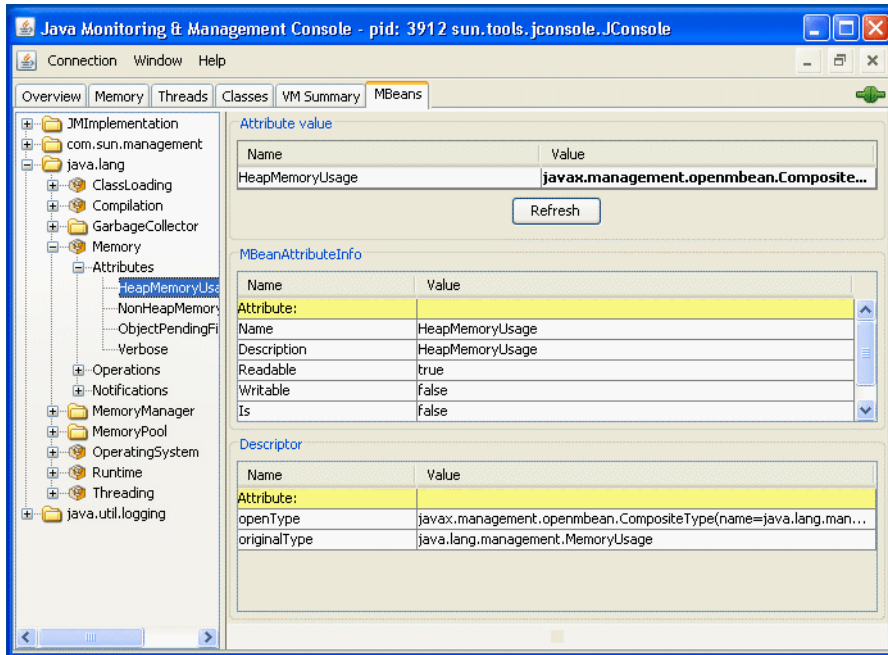 Java Monitoring & Management Console - pid: 3912 sun.tools.jconsole.JConsole
Connection Window Help
Overview Memory Threads Classes VM Summary MBeans
JMImplementation
com.sun.management
java.lang
ClassLoading
Compilation
GarbageCollector
Memory
Attributes
HeapMemoryUsa
NonHeapMemory
ObjectPendingFi
Verbose
Operations
Notifications
MemoryManager
MemoryPool
OperatingSystem
Runtime
Threading
java.util.logging
Attribute value
Name Value
HeapMemoryUsage javax.management.openmbean.Composite...
Refresh
MBeanAttributeInfo
Name Value
Attribute:
Name HeapMemoryUsage
Description HeapMemoryUsage
Readable true
Writable false
Is false
Descriptor
Name Value
Attribute:
openType javax.management.openmbean.CompositeType(name=java.lang.man...
originalType java.lang.management.MemoryUsage